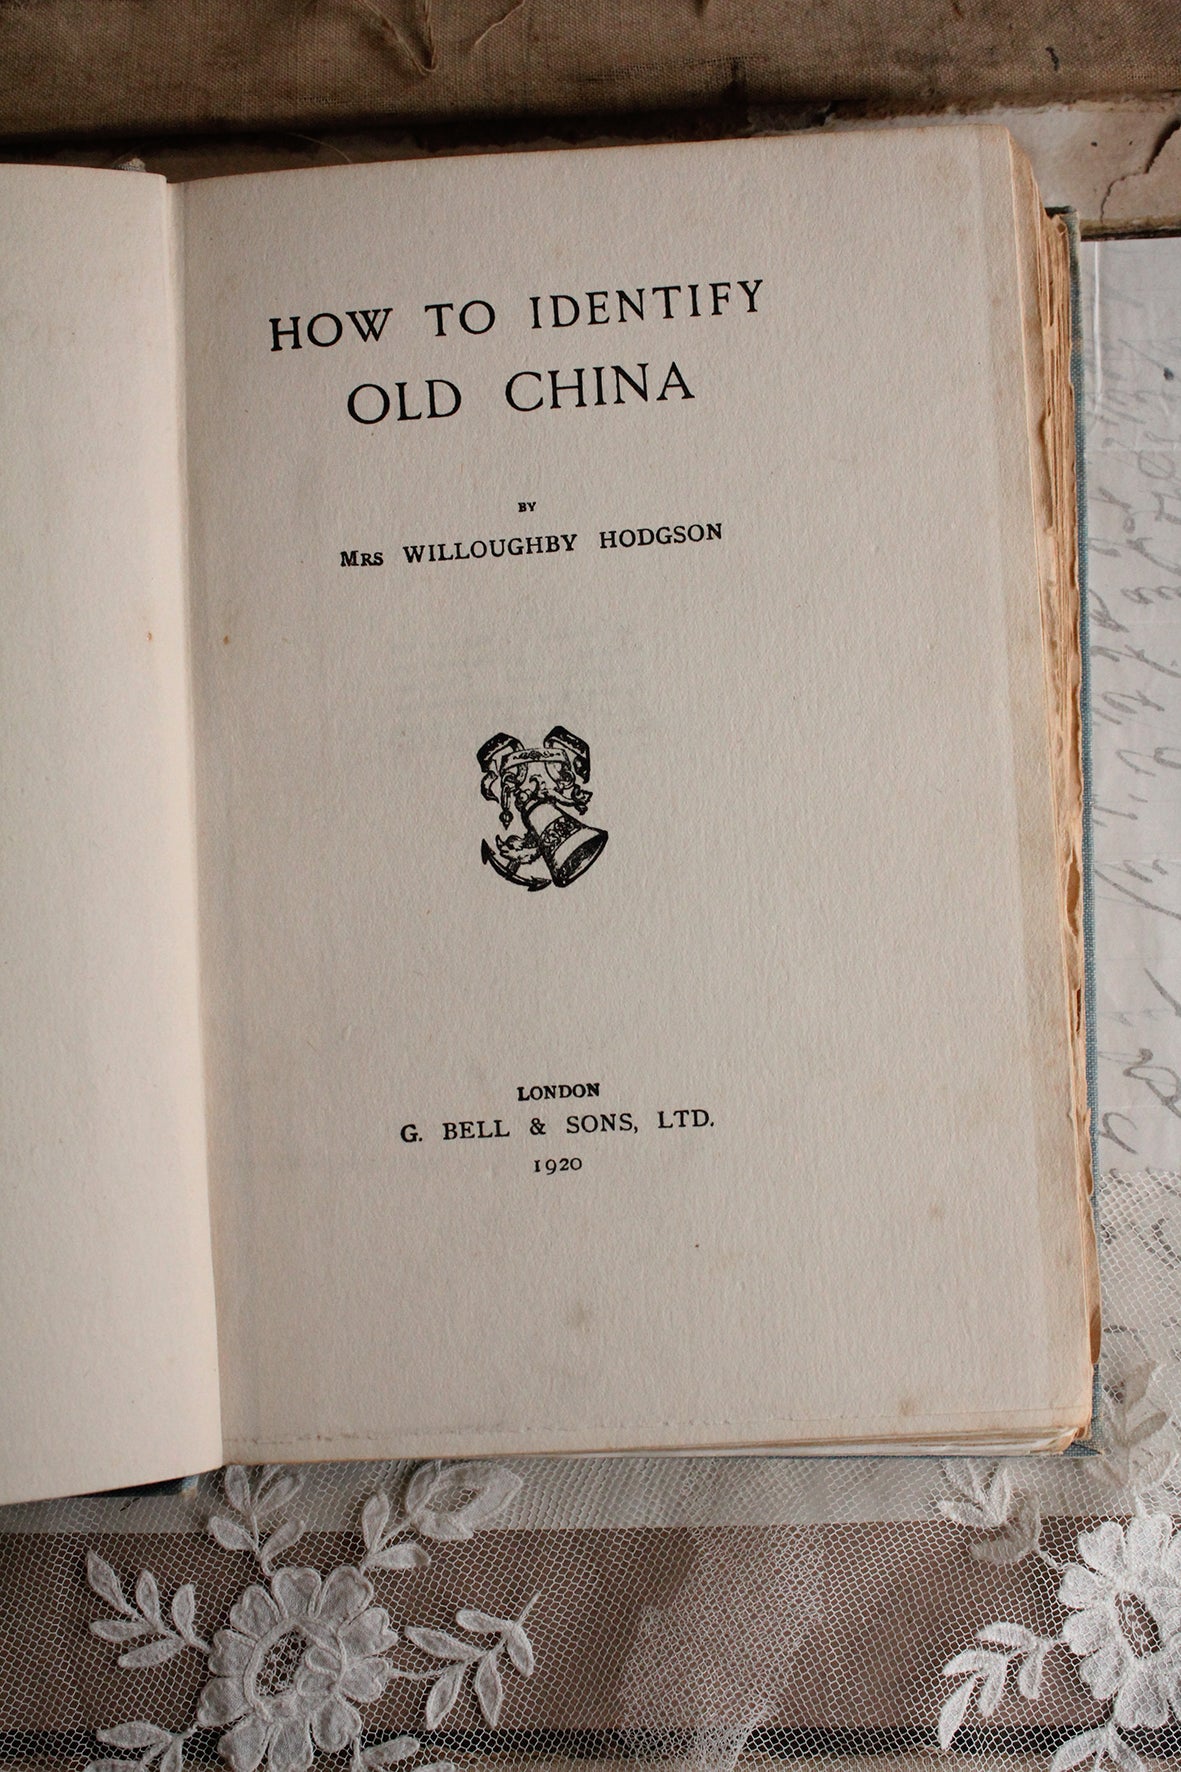 HOW TO IDENTIFY
OLD CHINA
BY
MRS WILLOUGHBY HODGSON
LONDON
G. BELL & SONS, LTD.
1920